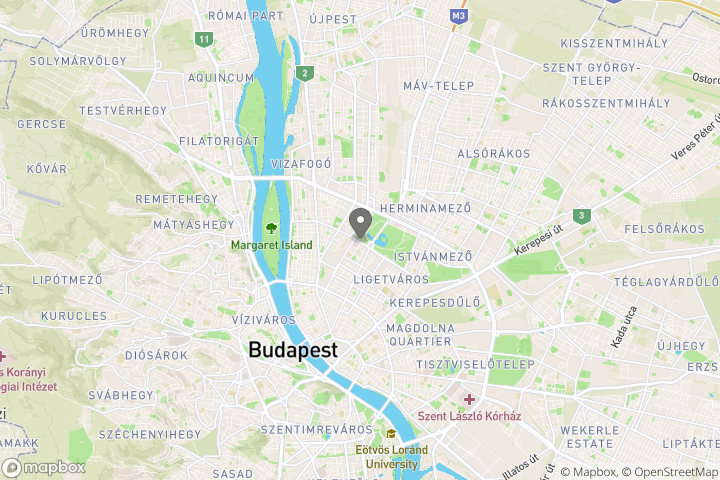 RÓMAI PART
ÚJPEST
M3
KISSZENTMIHÁLY
ÜRÖMHEGY
11
SOLYMÁRVÖLGY
SZENT GYÖRGY-
TELEP
2
AQUINCUM
MÁV-TELEP
RÁKOSSZENTMIHÁLY
TESTVÉRHEGY
GERCSE
Veres Péter ú
FILATORIGÁT
VIZAFOGÓ
ALSÓRÁKOS
KŐVÁR
REMETEHEGY
HERMINAMEZŐ
MÁTYÁSHEGY
3
FELSŐRÁKOS
Margaret Island
Kerepesi út
ISTVÁNMEZŐ
LIPÓTMEZŐ
LIGETVÁROS
TÉGLAGYÁRDŰLŐ
KEREPESDŰLŐ
KURUCLES
VÍZIVÁROS
Kada utca
MAGDOLNA
QUARTIER
ÚJHEGY
Budapest
DIÓSÁROK
TISZTVISELŐTELEP
ERZS
s Korányi
giai Intézet
SVÁBHEGY
zi
Szent László Kórház
SZÉCHENYIHEGY
SZENTIMREVÁROS
WEKERLE
ESTATE
AMAKK
LIPTÁKTE
Eötvös Loránd
University
Illatos út
SASAD
mapbox
© Mapbox, © OpenStreetMap